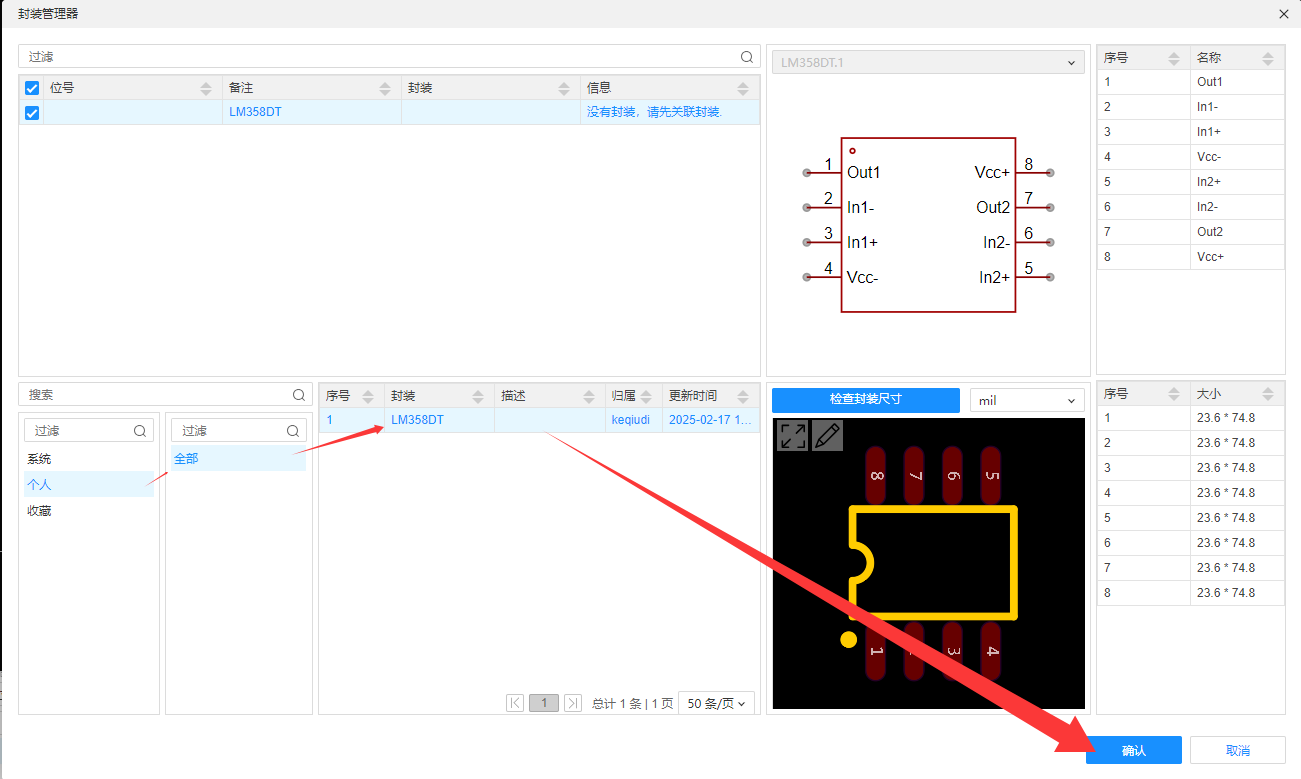 封装管理器
过滤
位号 备注 封装 信息
LM358DT 没有封装，请先关联封装.
LM358DT.1
1 Out1 Vcc+ 8
2 In1- Out2 7
3 In1+ In2- 6
4 Vcc- In2+ 5
序号 名称
1 Out1
2 In1-
3 In1+
4 Vcc-
5 In2+
6 In2-
7 Out2
8 Vcc+
搜索
过滤
系统
个人
收藏
过滤
全部
序号 封装 描述 归属 更新时间
1 LM358DT keqiudi 2025-02-17 1...
1 总计 1 条 | 1 页 50 条/页
检查封装尺寸 mil
8 7 6 5
1 3 4
序号 大小
1 23.6 * 74.8
2 23.6 * 74.8
3 23.6 * 74.8
4 23.6 * 74.8
5 23.6 * 74.8
6 23.6 * 74.8
7 23.6 * 74.8
8 23.6 * 74.8
确认 取消